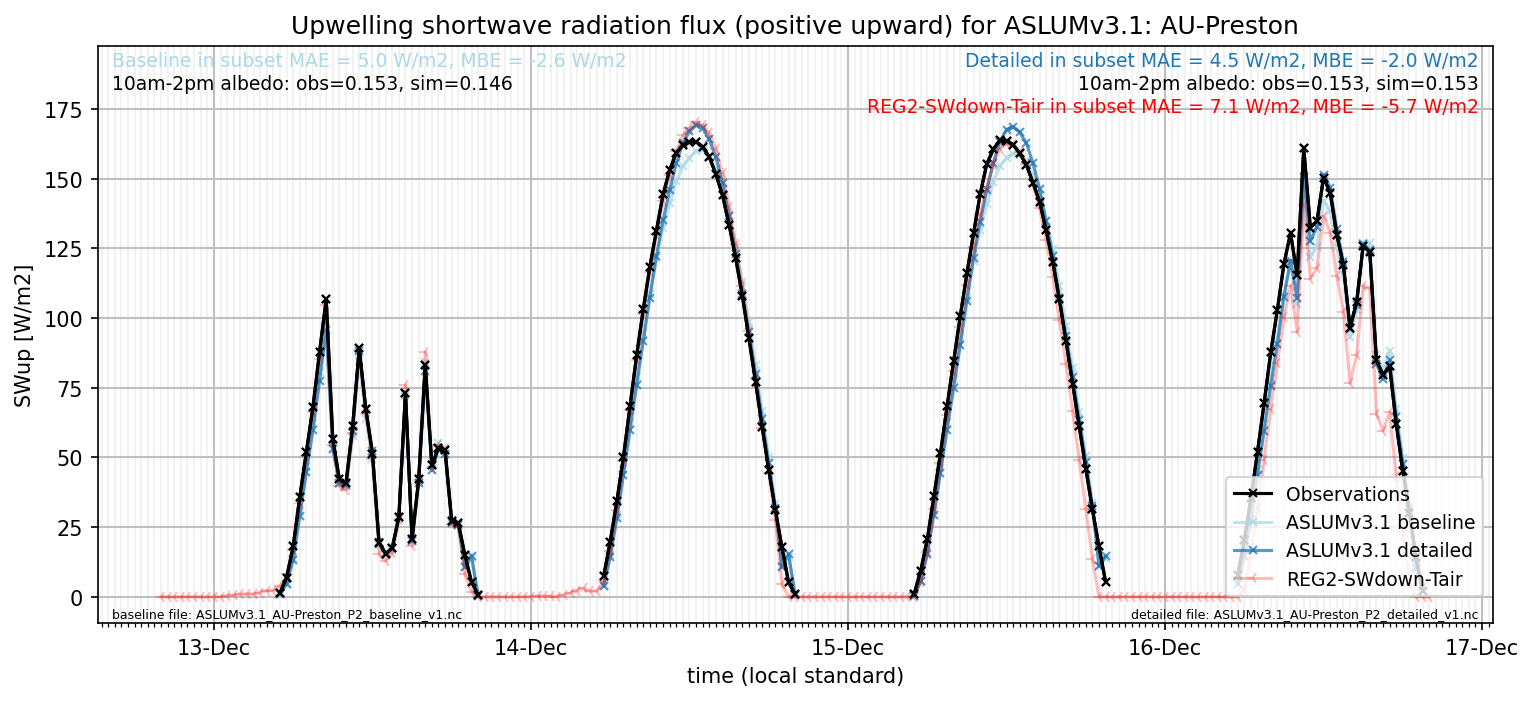 Upwelling shortwave radiation flux (positive upward) for ASLUMv3.1: AU-Preston
Baseline in subset MAE = 5.0 W/m2, MBE = -2.6 W/m2
10am-2pm albedo: obs=0.153, sim=0.146
Detailed in subset MAE = 4.5 W/m2, MBE = -2.0 W/m2
10am-2pm albedo: obs=0.153, sim=0.153
REG2-SWdown-Tair in subset MAE = 7.1 W/m2, MBE = -5.7 W/m2
SWup [W/m2]
175
150
125
100
75
50
25
0
Observations
ASLUMv3.1 baseline
ASLUMv3.1 detailed
REG2-SWdown-Tair
baseline file: ASLUMv3.1_AU-Preston_P2_baseline_v1.nc
detailed file: ASLUMv3.1_AU-Preston_P2_detailed_v1.nc
13-Dec 14-Dec 15-Dec 16-Dec 17-Dec
time (local standard)